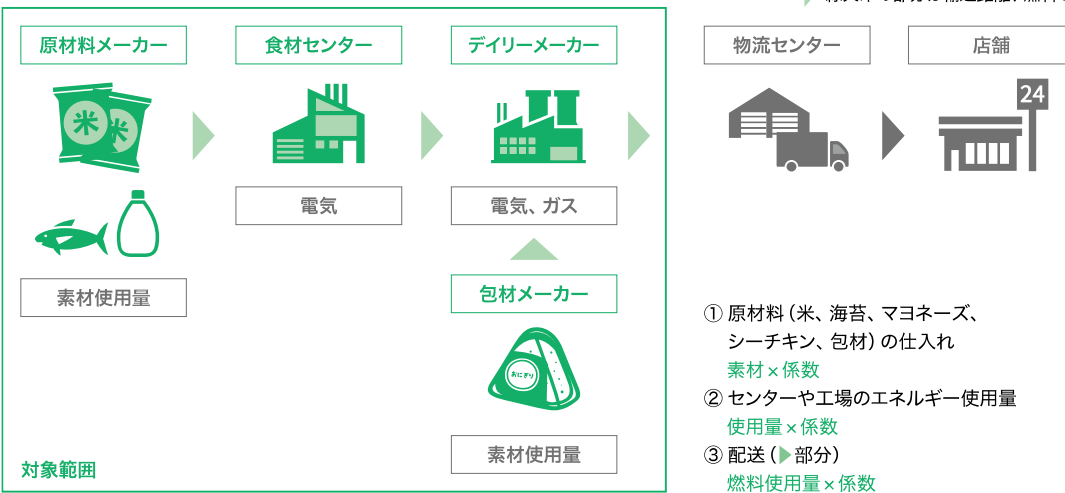 原材料メーカー
食材センター
デイリーメーカー
物流センター
店舗
米
米
24
電気
電気、ガス
素材使用量
包材メーカー
おにぎり
素材使用量
対象範囲
① 原材料（米、海苔、マヨネーズ、
シーチキン、包材）の仕入れ
素材×係数
② センターや工場のエネルギー使用量
使用量×係数
③ 配送（▶部分）
燃料使用量×係数